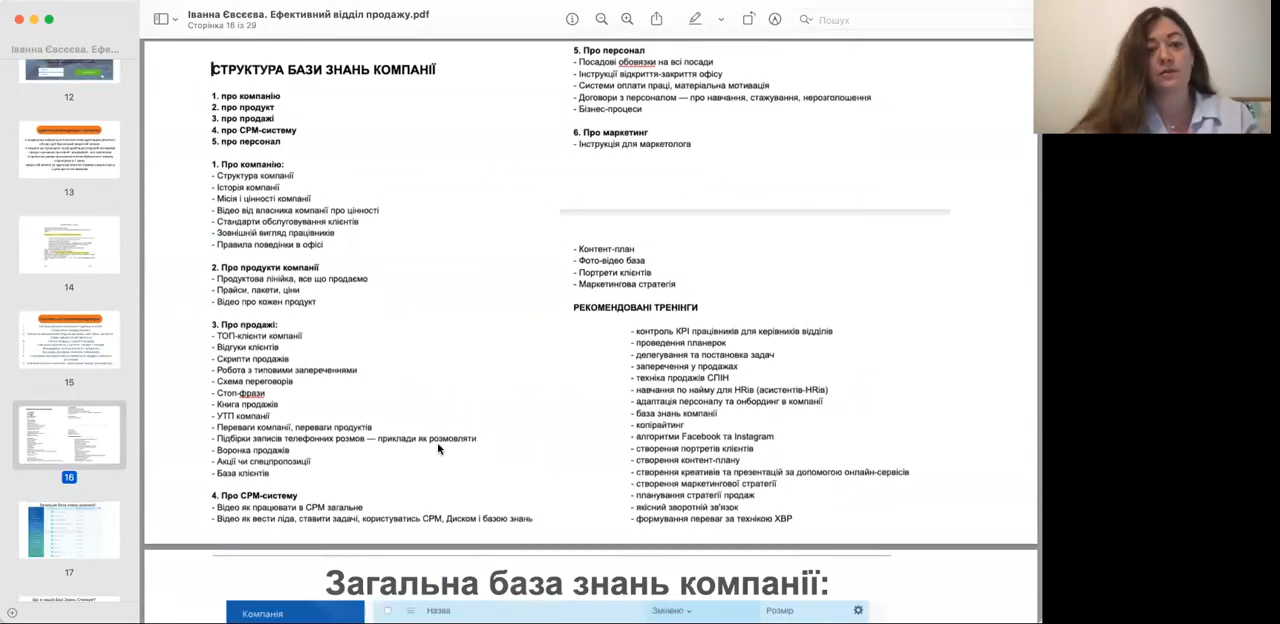 Іванна Євсєєва. Ефективний відділ продажу.pdf
Сторінка 16 із 29
Пошук
Іванна Євсєєва. Ефе...
12
13
14
15
16
17
СТРУКТУРА БАЗИ ЗНАНЬ КОМПАНІЇ
1. про компанію
2. про продукт
3. про продажі
4. про СРМ-систему
5. про персонал
1. Про компанію:
- Структура компанії
- Історія компанії
- Місія і цінності компанії
- Відео від власника компанії про цінності
- Стандарти обслуговування клієнтів
- Зовнішній вигляд працівників
- Правила поведінки в офісі
2. Про продукти компанії
- Продуктова лінійка, все що продаємо
- Прайси, пакети, ціни
- Відео про кожен продукт
3. Про продажі:
- ТОП-клієнти компанії
- Відгуки клієнтів
- Скрипти продажів
- Робота з типовими запереченнями
- Схема переговорів
- Стоп-фрази
- Книга продажів
- УТП компанії
- Переваги компанії, переваги продуктів
- Підбірки записів телефонних розмов — приклади як розмовляти
- Воронка продажів
- Акції чи спецпропозиції
- База клієнтів
4. Про СРМ-систему
- Відео як працювати в СРМ загальне
- Відео як вести ліда, ставити задачі, користуватись СРМ, Диском і базою знань
5. Про персонал
- Посадові обовязки на всі посади
- Інструкції відкриття-закриття офісу
- Системи оплати праці, матеріальна мотивація
- Договори з персоналом — про навчання, стажування, нерозголошення
- Бізнес-процеси
6. Про маркетинг
- Інструкція для маркетолога
- Контент-план
- Фото-відео база
- Портрети клієнтів
- Маркетингова стратегія
РЕКОМЕНДОВАНІ ТРЕНІНГИ
- контроль КРІ працівників для керівників відділів
- проведення планерок
- делегування та постановка задач
- заперечення у продажах
- техніка продажів СПІН
- навчання по найму для HRів (асистентів-HRів)
- адаптація персоналу та онбординг в компанії
- база знань компанії
- копірайтинг
- алгоритми Facebook та Instagram
- створення портретів клієнтів
- створення контент-плану
- створення креативів та презентацій за допомогою онлайн-сервісів
- створення маркетингової стратегії
- планування стратегії продаж
- якісний зворотній зв'язок
- формування переваг за технікою ХВР
Загальна база знань компанії:
Компанія
Назва
Змінено
Розмір